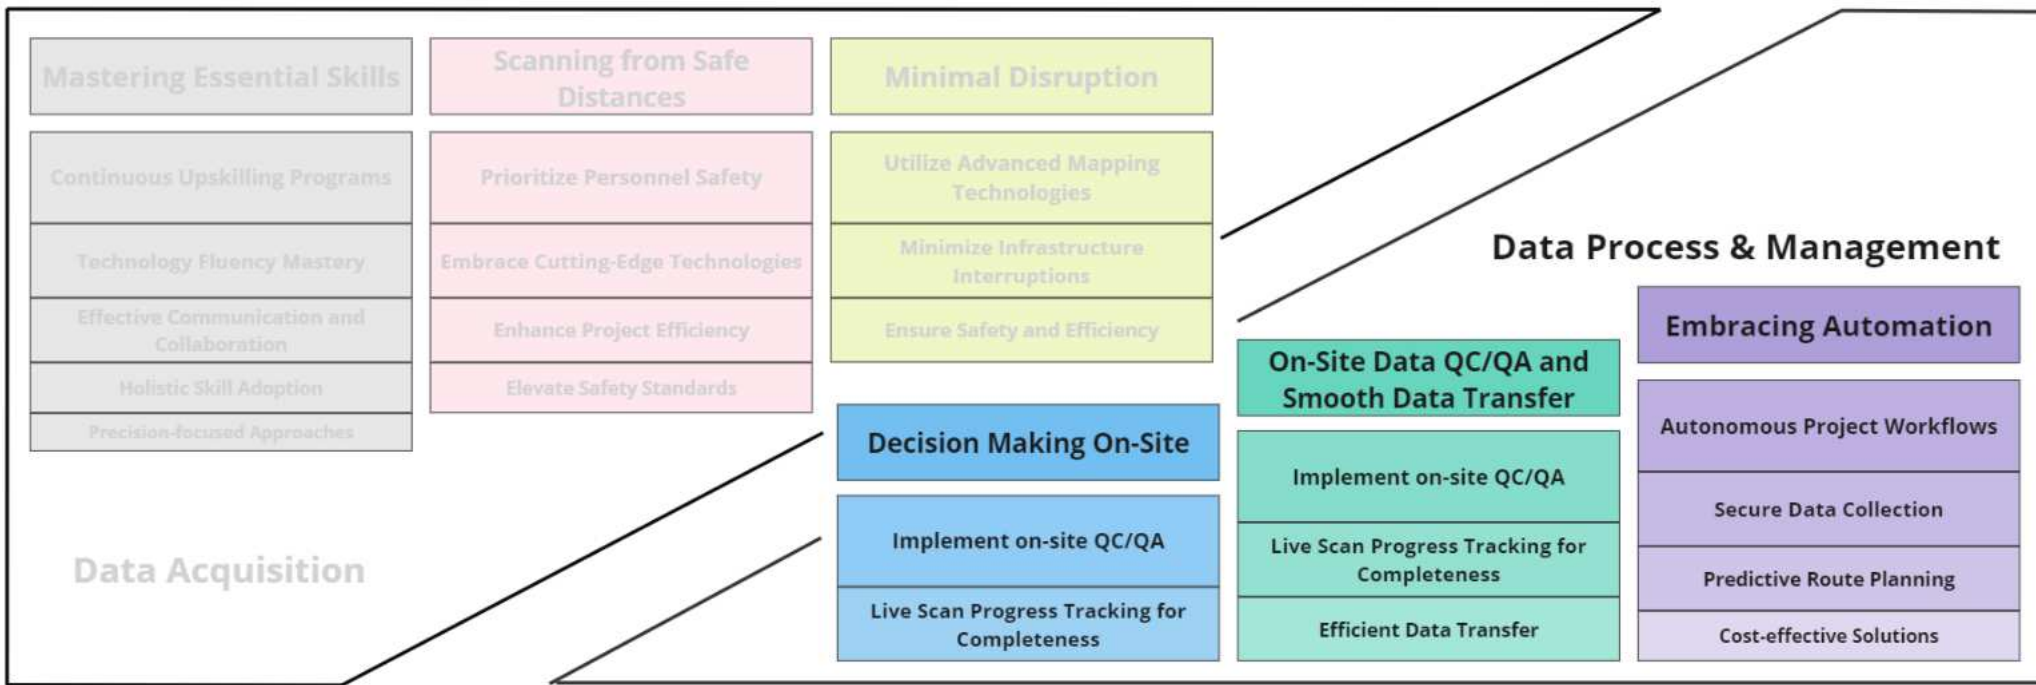 Mastering Essential Skills
Continuous Upskilling Programs
Technology Fluency Mastery
Effective Communication and
Collaboration
Holistic Skill Adoption
Precision-focused Approaches
Scanning from Safe
Distances
Prioritize Personnel Safety
Embrace Cutting-Edge Technologies
Enhance Project Efficiency
Elevate Safety Standards
Minimal Disruption
Utilize Advanced Mapping
Technologies
Minimize Infrastructure
Interruptions
Ensure Safety and Efficiency
Data Acquisition
Data Process & Management
Decision Making On-Site
Implement on-site QC/QA
Live Scan Progress Tracking for
Completeness
On-Site Data QC/QA and
Smooth Data Transfer
Implement on-site QC/QA
Live Scan Progress Tracking for
Completeness
Efficient Data Transfer
Embracing Automation
Autonomous Project Workflows
Secure Data Collection
Predictive Route Planning
Cost-effective Solutions